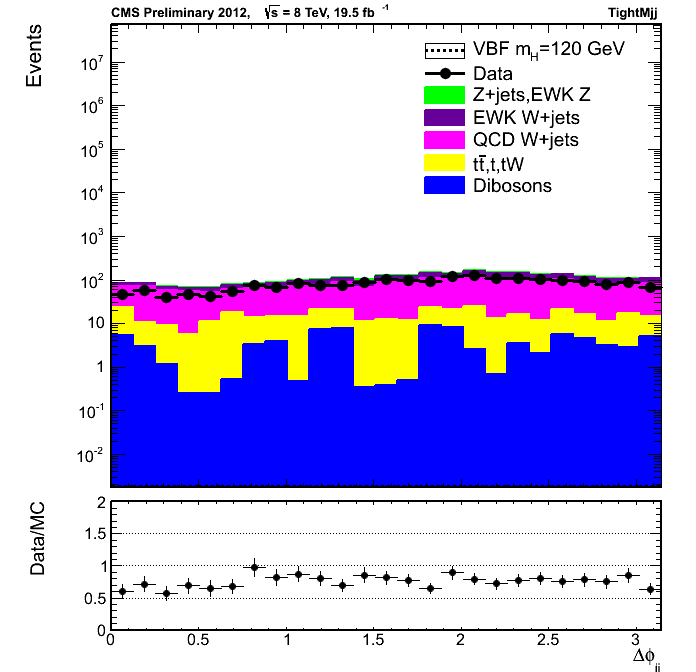 CMS Preliminary 2012, √s = 8 TeV, 19.5 fb⁻¹ TightMjj
Events
VBF m_H=120 GeV
Data
Z+jets,EWK Z
EWK W+jets
QCD W+jets
tt̄,t,tW
Dibosons
10⁷
10⁶
10⁵
10⁴
10³
10²
10
1
10⁻¹
10⁻²
Data/MC
2
1.5
1
0.5
0
0 0.5 1 1.5 2 2.5 3
Δϕ_jj